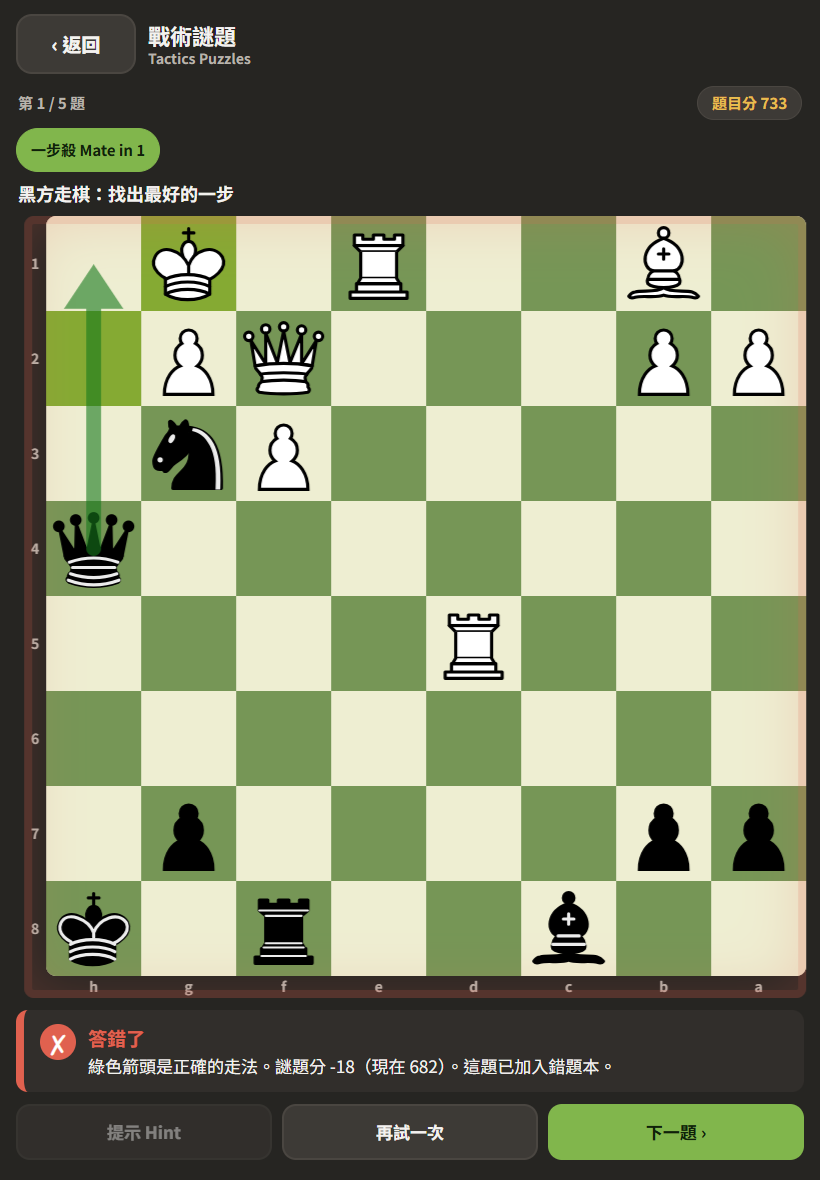 ‹ 返回
戰術謎題
Tactics Puzzles
第 1 / 5 題
題目分 733
一步殺 Mate in 1
黑方走棋：找出最好的一步
1
2
3
4
5
6
7
8
h g f e d c b a
答錯了
綠色箭頭是正確的走法。謎題分 -18（現在 682）。這題已加入錯題本。
提示 Hint
再試一次
下一題 ›